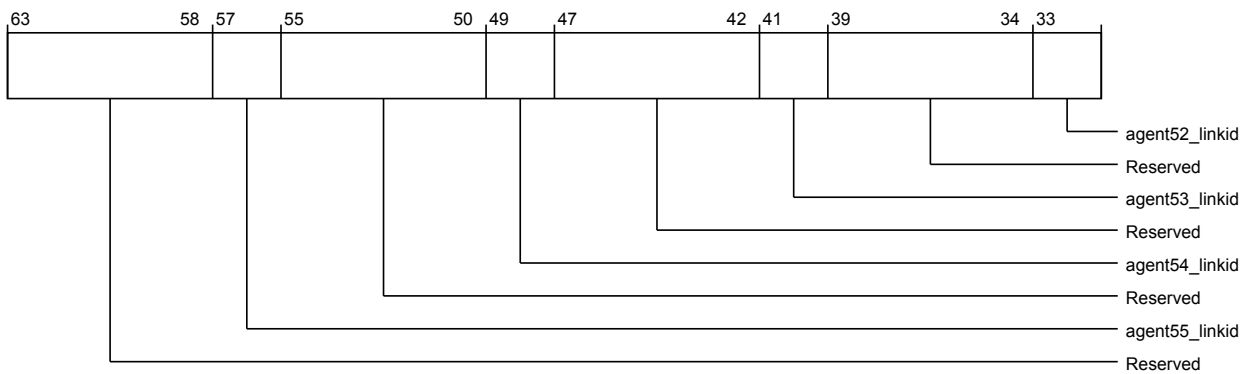 63 58 57 55 50 49 47 42 41 39 34 33
agent52_linkid
Reserved
agent53_linkid
Reserved
agent54_linkid
Reserved
agent55_linkid
Reserved